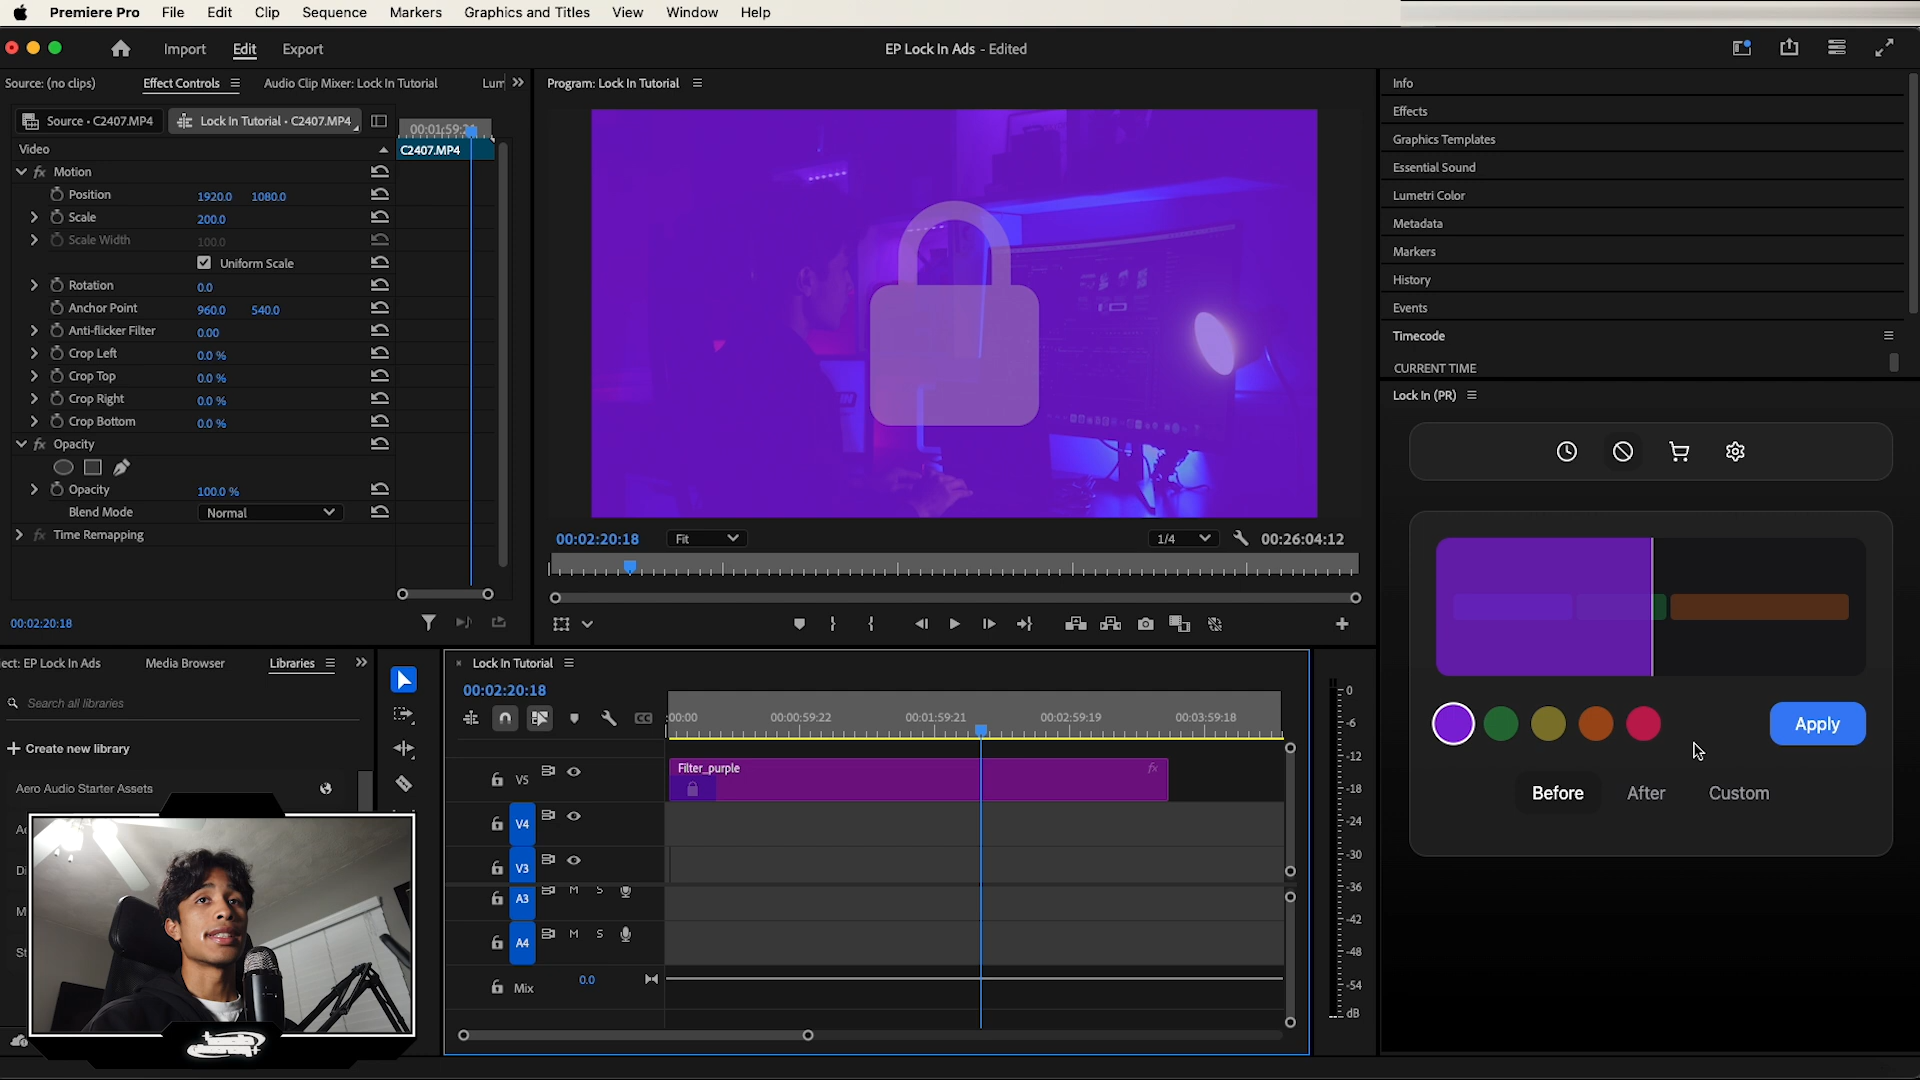 Premiere Pro File Edit Clip Sequence Markers Graphics and Titles View Window Help
Import Edit Export
EP Lock In Ads - Edited
Source: (no clips) Effect Controls Audio Clip Mixer: Lock In Tutorial Lum
Source • C2407.MP4 Lock In Tutorial • C2407.MP4
00:01:59:21
Video
C2407.MP4
fx Motion
Position 1920.0 1080.0
Scale 200.0
Scale Width 100.0
Uniform Scale
Rotation 0.0
Anchor Point 960.0 540.0
Anti-flicker Filter 0.00
Crop Left 0.0 %
Crop Top 0.0 %
Crop Right 0.0 %
Crop Bottom 0.0 %
fx Opacity
Opacity 100.0 %
Blend Mode Normal
fx Time Remapping
00:02:20:18
Program: Lock In Tutorial
00:02:20:18 Fit 1/4 00:26:04:12
Info
Effects
Graphics Templates
Essential Sound
Lumetri Color
Metadata
Markers
History
Events
Timecode
CURRENT TIME
Lock In (PR)
Apply
Before After Custom
ect: EP Lock In Ads Media Browser Libraries
Search all libraries
Create new library
Aero Audio Starter Assets
Lock In Tutorial
00:02:20:18
CC
:00:00 00:00:59:22 00:01:59:21 00:02:59:19 00:03:59:18
V5 Filter_purple fx
V4
V3
A3 M S
A4 M S
Mix 0.0
0
-6
-12
-18
-24
-30
-36
-42
-48
-54
dB